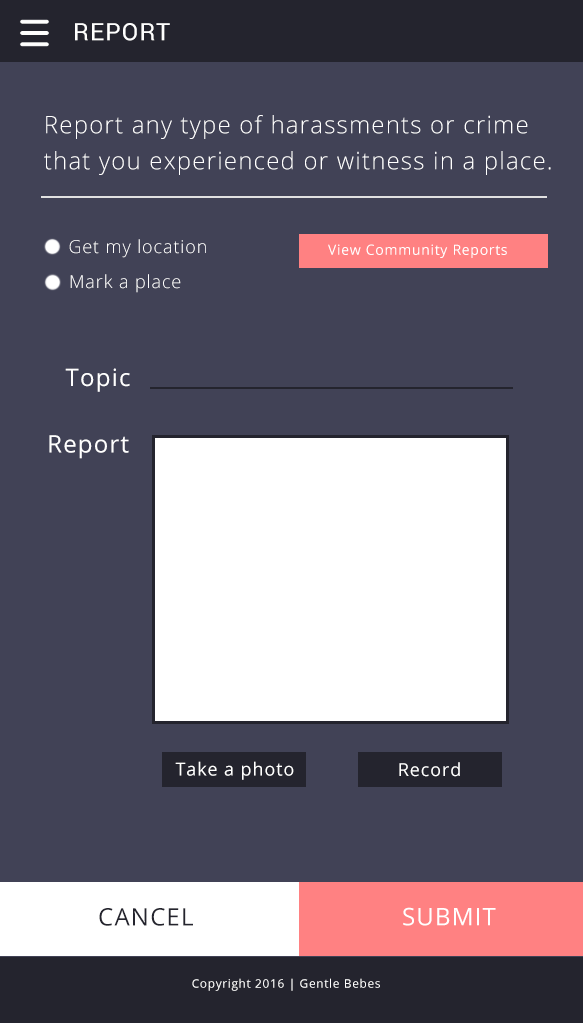 REPORT
Report any type of harassments or crime
that you experienced or witness in a place.
Get my location
View Community Reports
Mark a place
Topic
Report
Take a photo
Record
CANCEL
SUBMIT
Copyright 2016 | Gentle Bebes